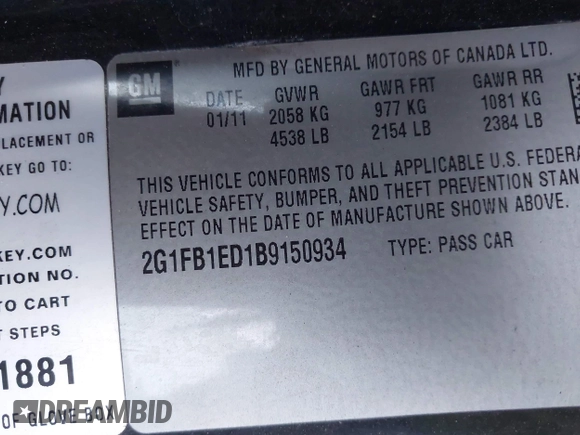 Y
MATION
LACEMENT OR
KEY GO TO:
Y.COM
KEY.COM
TION NO.
TO CART
T STEPS
1881
OF GLOVE BOX
GM
MFD BY GENERAL MOTORS OF CANADA LTD.
DATE GVWR GAWR FRT GAWR RR
01/11 2058 KG 977 KG 1081 KG
4538 LB 2154 LB 2384 LB
THIS VEHICLE CONFORMS TO ALL APPLICABLE U.S. FEDERA
VEHICLE SAFETY, BUMPER, AND THEFT PREVENTION STAN
EFFECT ON THE DATE OF MANUFACTURE SHOWN ABOVE.
2G1FB1ED1B9150934 TYPE: PASS CAR
DREAMBID